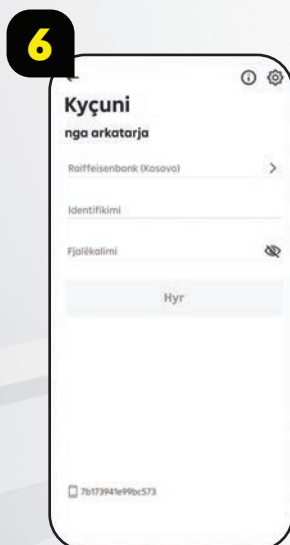 6
Kyçuni
nga arkatarja
Raiffeisenbank (Kosovo)
Identifikimi
Fjalëkalimi
Hyr
7b173941e99bc573